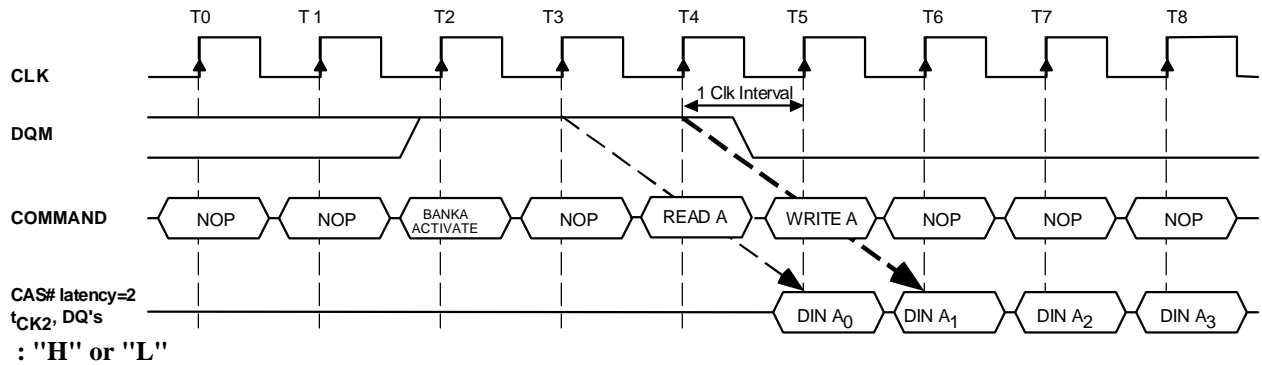 T0 T1 T2 T3 T4 T5 T6 T7 T8
CLK
1 Clk Interval
DQM
COMMAND NOP NOP BANKA ACTIVATE NOP READ A WRITE A NOP NOP NOP
CAS# latency=2
tCK2, DQ's DIN A0 DIN A1 DIN A2 DIN A3
: "H" or "L"